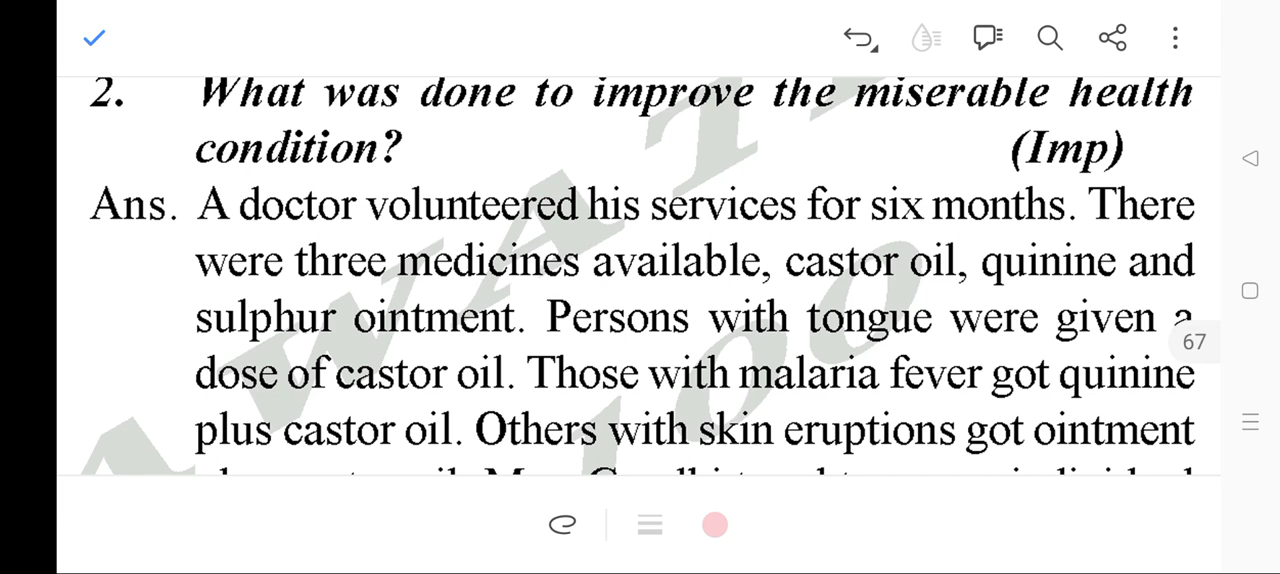 2. What was done to improve the miserable health
condition? (Imp)
Ans. A doctor volunteered his services for six months. There
were three medicines available, castor oil, quinine and
sulphur ointment. Persons with tongue were given a
67
dose of castor oil. Those with malaria fever got quinine
plus castor oil. Others with skin eruptions got ointment